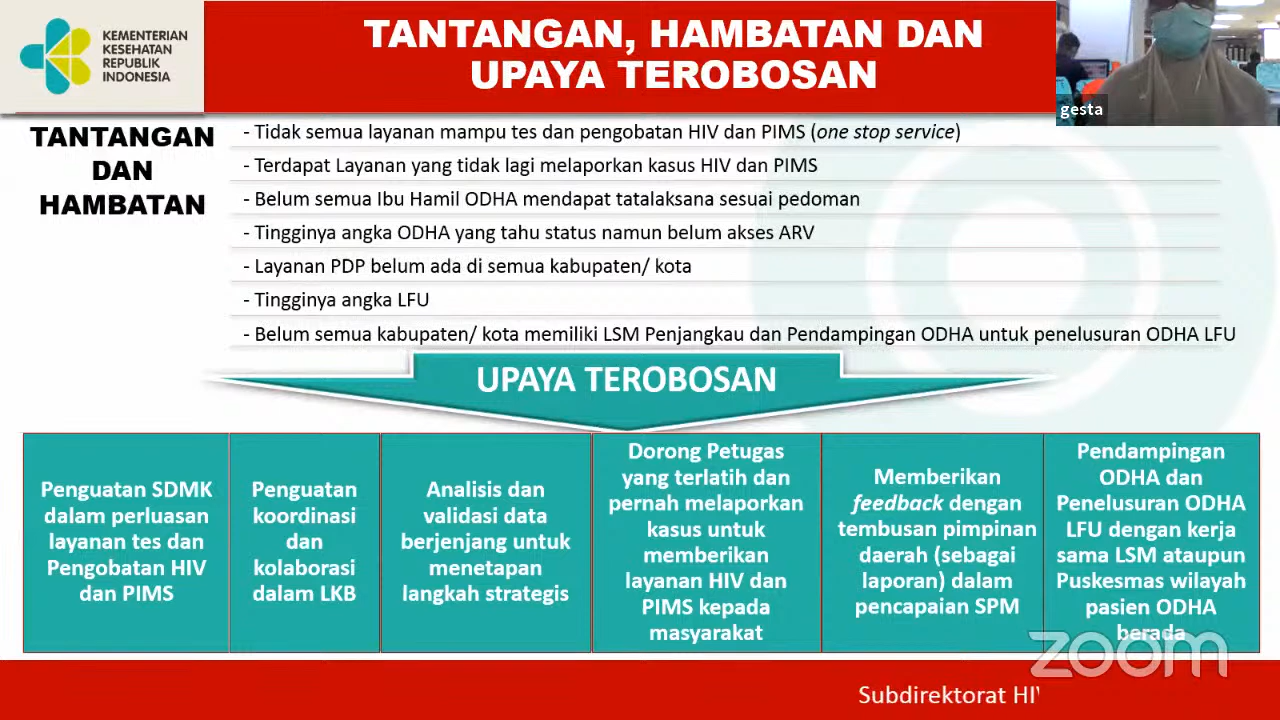 KEMENTERIAN
KESEHATAN
REPUBLIK
INDONESIA
TANTANGAN, HAMBATAN DAN
UPAYA TEROBOSAN
gesta
TANTANGAN
DAN
HAMBATAN
- Tidak semua layanan mampu tes dan pengobatan HIV dan PIMS (one stop service)
- Terdapat Layanan yang tidak lagi melaporkan kasus HIV dan PIMS
- Belum semua Ibu Hamil ODHA mendapat tatalaksana sesuai pedoman
- Tingginya angka ODHA yang tahu status namun belum akses ARV
- Layanan PDP belum ada di semua kabupaten/ kota
- Tingginya angka LFU
- Belum semua kabupaten/ kota memiliki LSM Penjangkau dan Pendampingan ODHA untuk penelusuran ODHA LFU
UPAYA TEROBOSAN
Penguatan SDMK
dalam perluasan
layanan tes dan
Pengobatan HIV
dan PIMS
Penguatan
koordinasi
dan
kolaborasi
dalam LKB
Analisis dan
validasi data
berjenjang untuk
menetapan
langkah strategis
Dorong Petugas
yang terlatih dan
pernah melaporkan
kasus untuk
memberikan
layanan HIV dan
PIMS kepada
masyarakat
Memberikan
feedback dengan
tembusan pimpinan
daerah (sebagai
laporan) dalam
pencapaian SPM
Pendampingan
ODHA dan
Penelusuran ODHA
LFU dengan kerja
sama LSM ataupun
Puskesmas wilayah
pasien ODHA
berada
zoom
Subdirektorat HIV